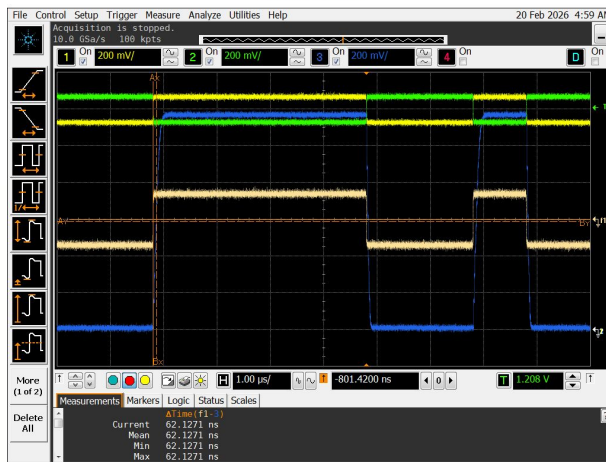 File Control Setup Trigger Measure Analyze Utilities Help 20 Feb 2026 4:59 A
Acquisition is stopped.
10.0 GSa/s 100 kpts
1 On 200 mV/ 2 On 200 mV/ 3 On 200 mV/ 4 On D On
Ax
T
AY BY
Bx
More
(1 of 2)
Delete
All
H 1.00 µs/ -801.4200 ns 0 T 1.208 V
Measurements Markers Logic Status Scales
ΔTime(f1-3)
Current 62.1271 ns
Mean 62.1271 ns
Min 62.1271 ns
Max 62.1271 ns